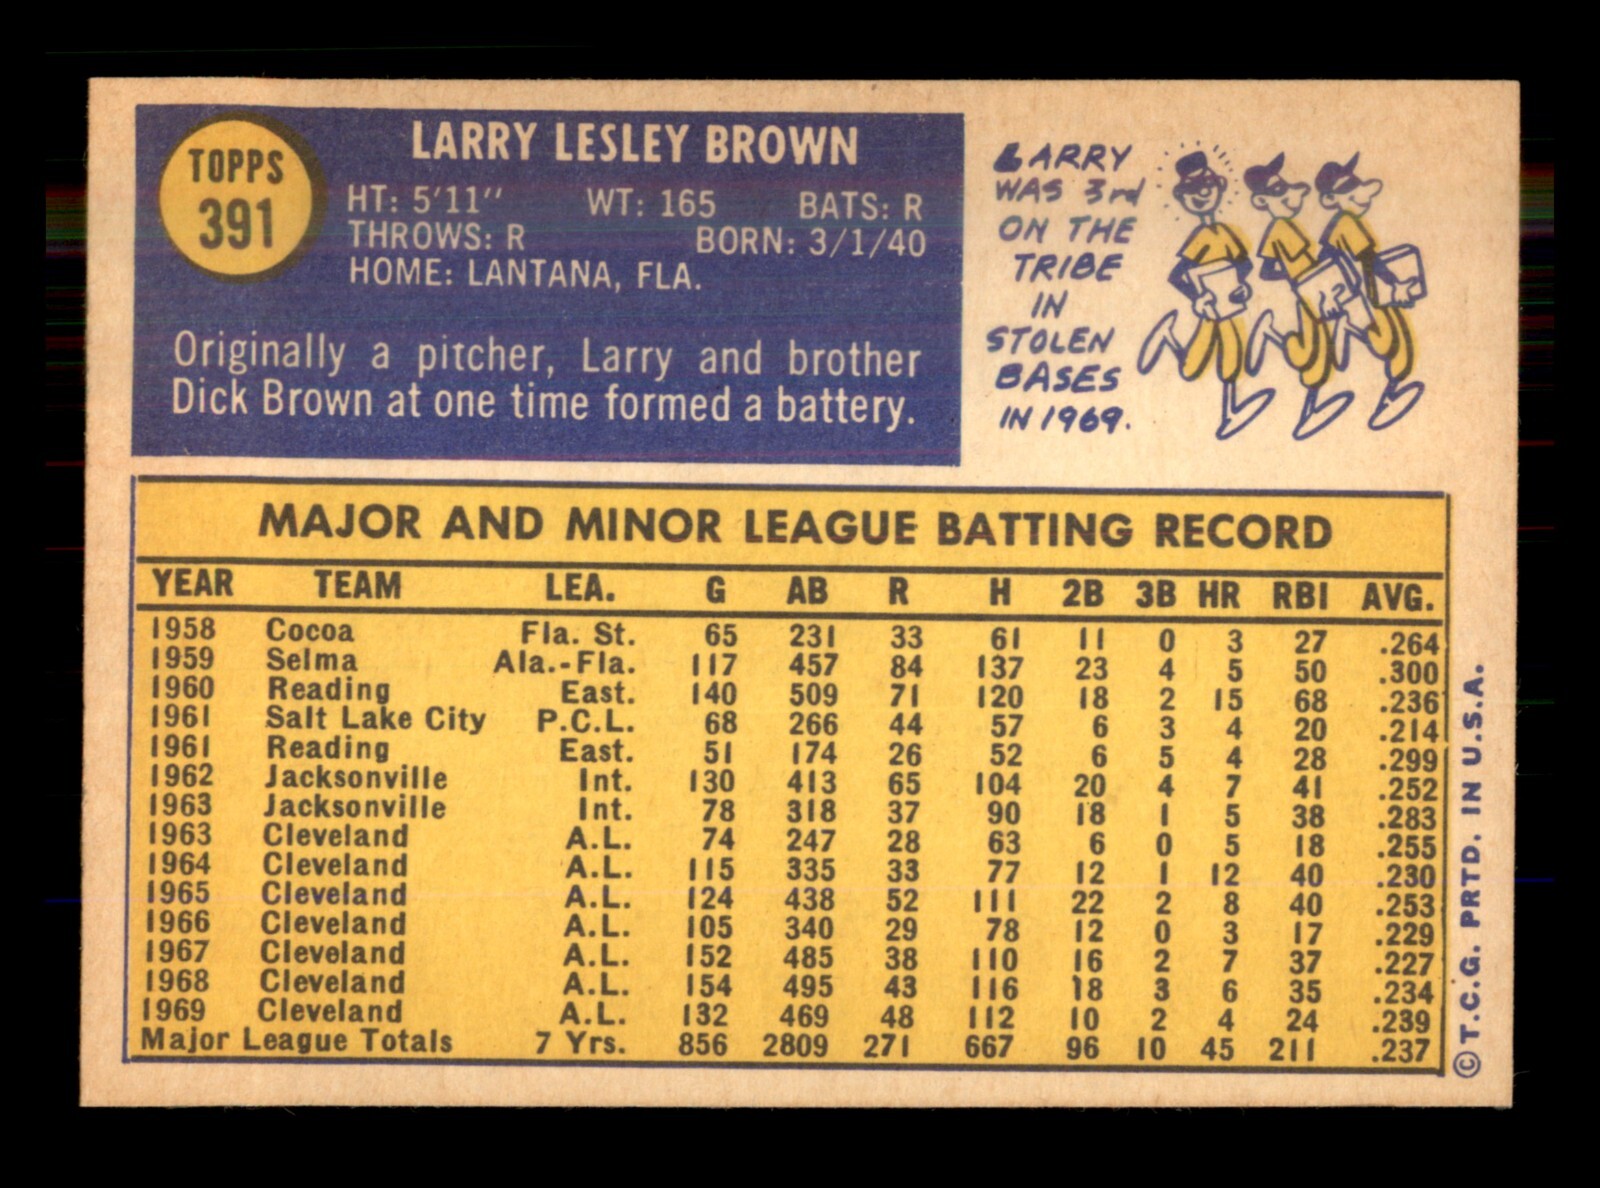 TOPPS
391
LARRY LESLEY BROWN
HT: 5'11" WT: 165 BATS: R
THROWS: R BORN: 3/1/40
HOME: LANTANA, FLA.
Originally a pitcher, Larry and brother
Dick Brown at one time formed a battery.
LARRY
WAS 3rd
ON THE
TRIBE
IN
STOLEN
BASES
IN 1969.
MAJOR AND MINOR LEAGUE BATTING RECORD
YEAR TEAM LEA. G AB R H 2B 3B HR RBI AVG.
1958 Cocoa Fla. St. 65 231 33 61 11 0 3 27 .264
1959 Selma Ala.-Fla. 117 457 84 137 23 4 5 50 .300
1960 Reading East. 140 509 71 120 18 2 15 68 .236
1961 Salt Lake City P.C.L. 68 266 44 57 6 3 4 20 .214
1961 Reading East. 51 174 26 52 6 5 4 28 .299
1962 Jacksonville Int. 130 413 65 104 20 4 7 41 .252
1963 Jacksonville Int. 78 318 37 90 18 1 5 38 .283
1963 Cleveland A.L. 74 247 28 63 6 0 5 18 .255
1964 Cleveland A.L. 115 335 33 77 12 1 12 40 .230
1965 Cleveland A.L. 124 438 52 111 22 2 8 40 .253
1966 Cleveland A.L. 105 340 29 78 12 0 3 17 .229
1967 Cleveland A.L. 152 485 38 110 16 2 7 37 .227
1968 Cleveland A.L. 154 495 43 116 18 3 6 35 .234
1969 Cleveland A.L. 132 469 48 112 10 2 4 24 .239
Major League Totals 7 Yrs. 856 2809 271 667 96 10 45 211 .237
© T.C.G. PRTD. IN U.S.A.